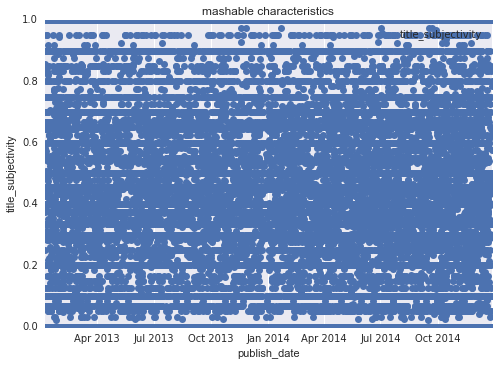 mashable characteristics
title_subjectivity
1.0
0.8
0.6
0.4
0.2
0.0
title_subjectivity
Apr 2013
Jul 2013
Oct 2013
Jan 2014
Apr 2014
Jul 2014
Oct 2014
publish_date